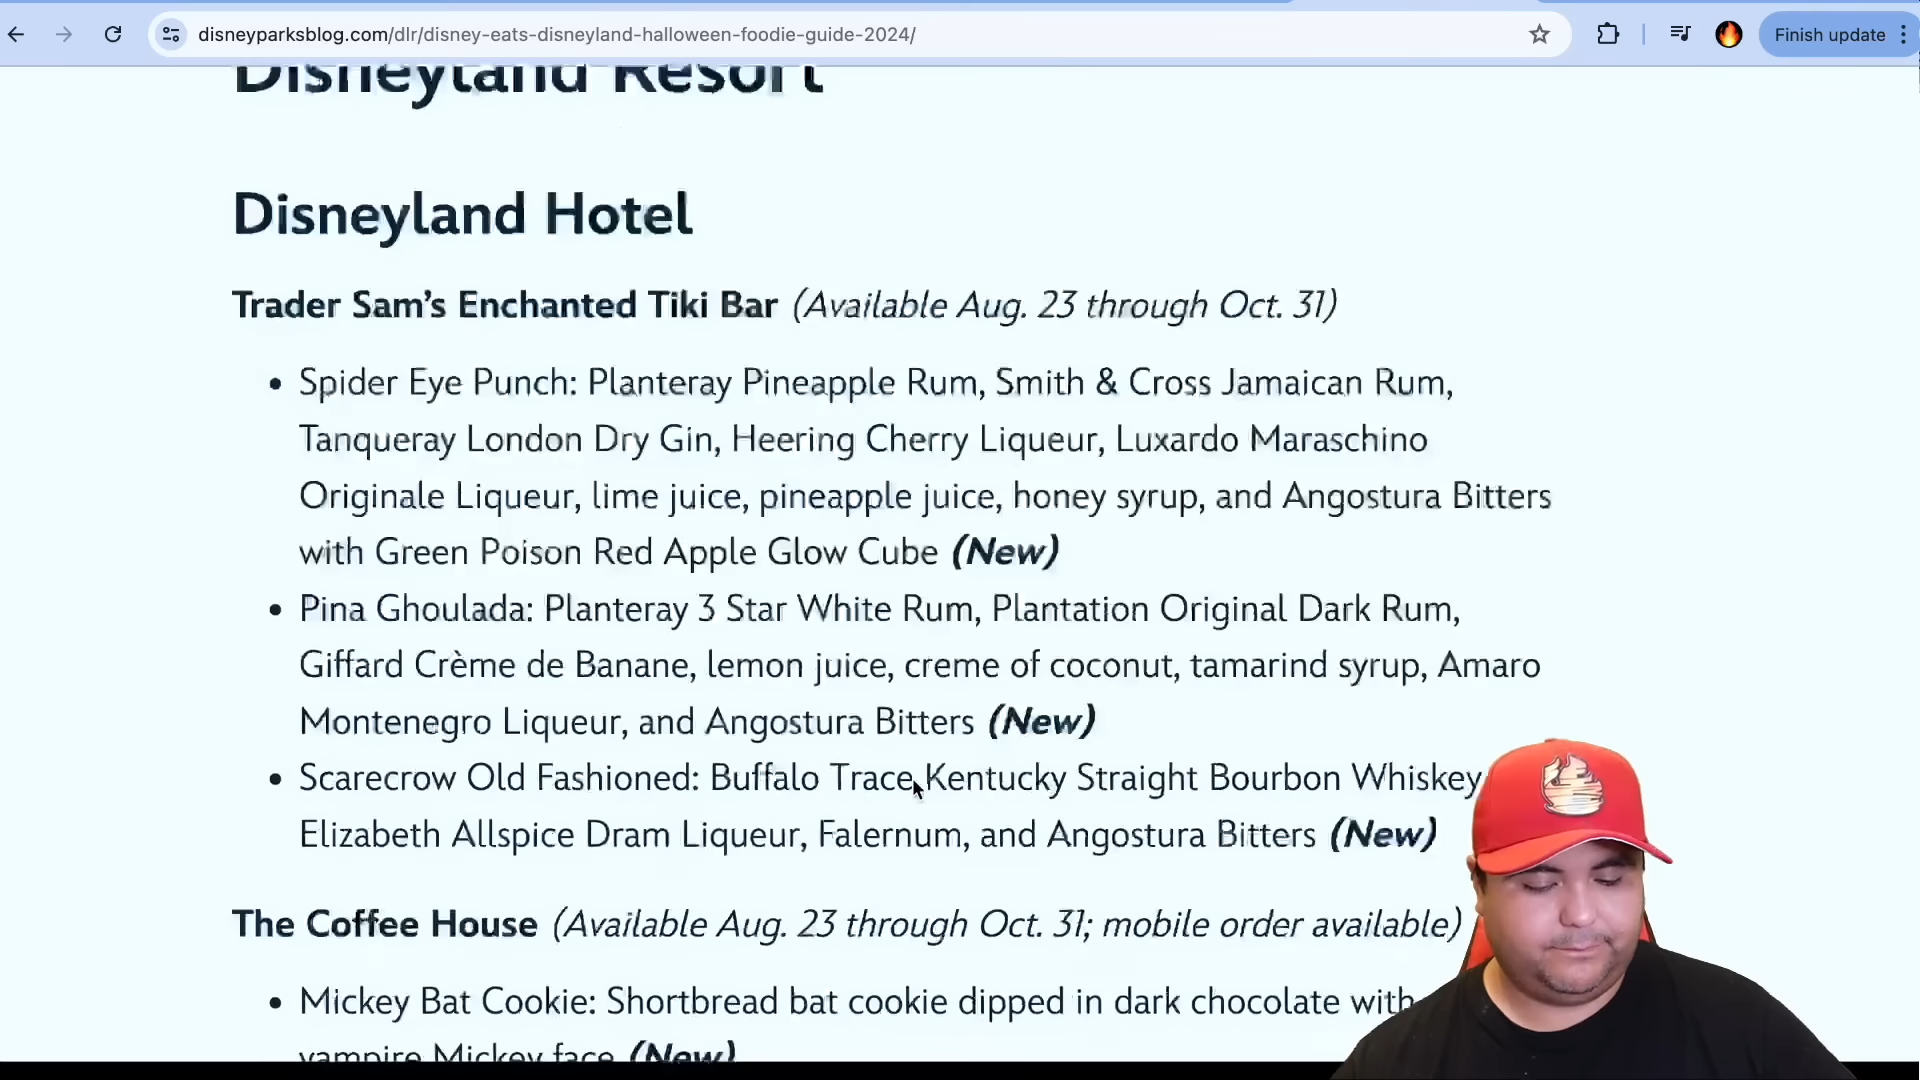 disneyparksblog.com/dlr/disney-eats-disneyland-halloween-foodie-guide-2024/
Finish update
Disneyland Resort
Disneyland Hotel
Trader Sam’s Enchanted Tiki Bar (Available Aug. 23 through Oct. 31)
• Spider Eye Punch: Planteray Pineapple Rum, Smith & Cross Jamaican Rum,
Tanqueray London Dry Gin, Heering Cherry Liqueur, Luxardo Maraschino
Originale Liqueur, lime juice, pineapple juice, honey syrup, and Angostura Bitters
with Green Poison Red Apple Glow Cube (New)
• Pina Ghoulada: Planteray 3 Star White Rum, Plantation Original Dark Rum,
Giffard Crème de Banane, lemon juice, creme of coconut, tamarind syrup, Amaro
Montenegro Liqueur, and Angostura Bitters (New)
• Scarecrow Old Fashioned: Buffalo Trace Kentucky Straight Bourbon Whiskey
Elizabeth Allspice Dram Liqueur, Falernum, and Angostura Bitters (New)
The Coffee House (Available Aug. 23 through Oct. 31; mobile order available)
• Mickey Bat Cookie: Shortbread bat cookie dipped in dark chocolate with
vampire Mickey face (New)